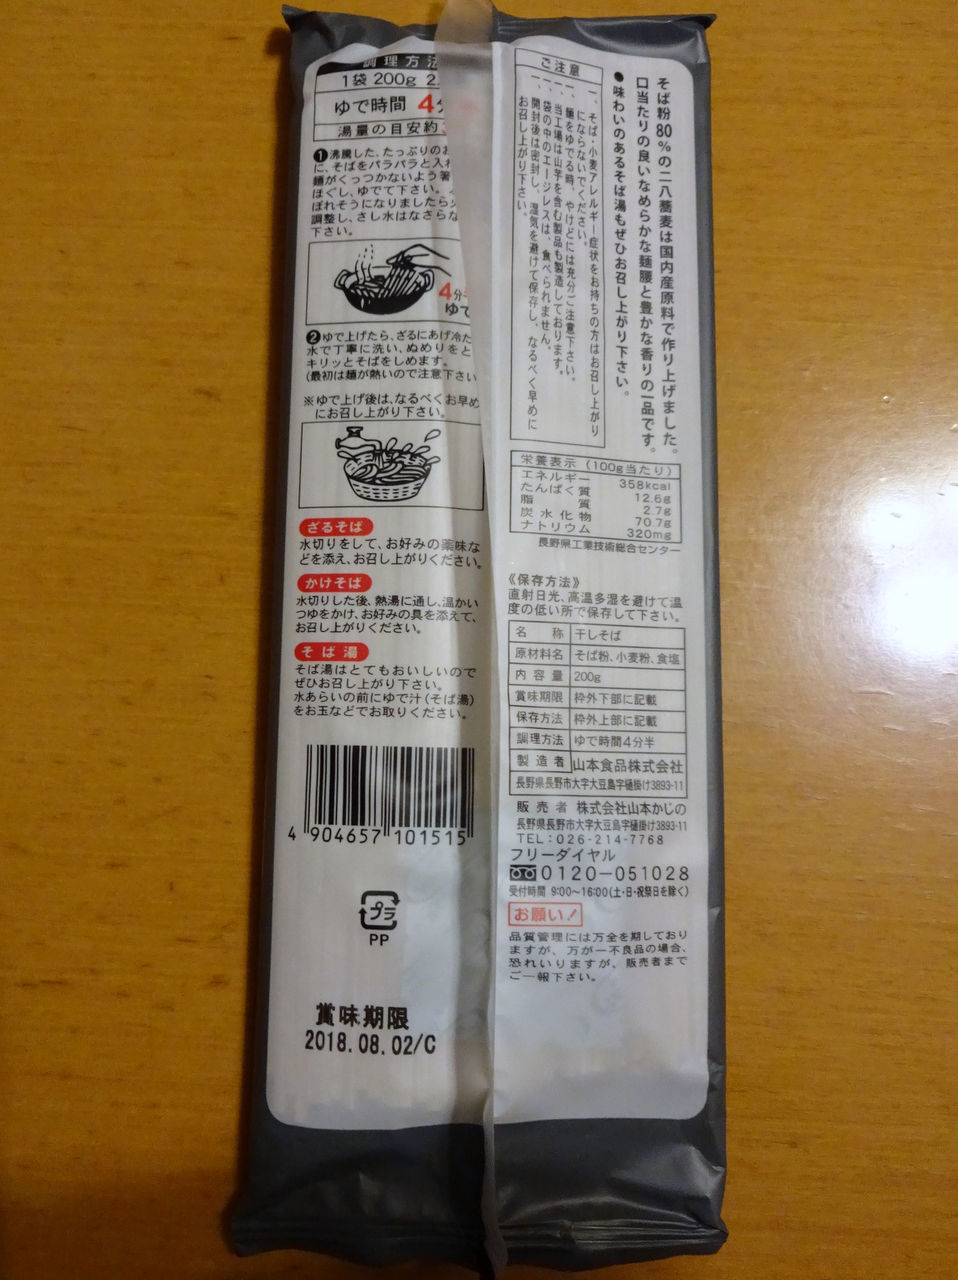 調理方法
1袋 200g 2.
ゆで時間 4分
湯量の目安約
❶沸騰した、たっぷりのお
に、そばをパラパラと入れ
麺がくっつかないよう箸
ほぐし、ゆでて下さい。
ぼれそうになりましたら
調整し、さし水はなさらな
下さい。
4分
ゆで
❷ゆで上げたら、ざるにあげ冷た
水で丁寧に洗い、ぬめりをと
キリッとそばをしめます。
(最初は麺が熱いので注意下さい
※ゆで上げ後は、なるべくお早め
にお召し上がり下さい。
ざるそば
水切りをして、お好みの薬味な
どを添え、お召し上がりください。
かけそば
水切りした後、熱湯に通し、温かい
つゆをかけ、お好みの具を添えて、
お召し上がりください。
そば湯
そば湯はとてもおいしいので
ぜひお召し上がり下さい。
水あらいの前にゆで汁(そば湯)
をお玉などでお取りください。
4 904657 101515
プラ
PP
賞味期限
2018.08.02/C
そば粉80%の二八蕎麦は国内産原料で作り上げました。
口当たりの良いなめらかな麺腰と豊かな香りの一品です。
●味わいのあるそば湯もぜひお召し上がり下さい。
ご注意
一、そば・小麦アレルギー症状をお持ちの方はお召し上がり
にならないでください。
一、麺をゆでる時、やけどには充分ご注意下さい。
一、当工場は山芋を含む製品も製造しております。
一、袋の中のエージレスは、食べられません。
一、開封後は密封し、湿気を避けて保存し、なるべく早めに
お召し上がり下さい。
栄養表示(100g当たり)
エネルギー 358kcal
たんぱく質 12.6g
脂質 2.7g
炭水化物 70.7g
ナトリウム 320mg
長野県工業技術総合センター
《保存方法》
直射日光、高温多湿を避けて温
度の低い所で保存して下さい。
名称 干しそば
原材料名 そば粉、小麦粉、食塩
内容量 200g
賞味期限 枠外下部に記載
保存方法 枠外上部に記載
調理方法 ゆで時間4分半
製造者 山本食品株式会社
長野県長野市大字大豆島字樋掛け3893-11
販売者 株式会社山本かじの
長野県長野市大字大豆島字樋掛け3893-11
TEL:026-214-7768
フリーダイヤル
0120-051028
受付時間 9:00〜16:00(土・日・祝祭日を除く)
お願い!
品質管理には万全を期しており
ますが、万が一不良品の場合、
恐れいりますが、販売者まで
ご一報下さい。